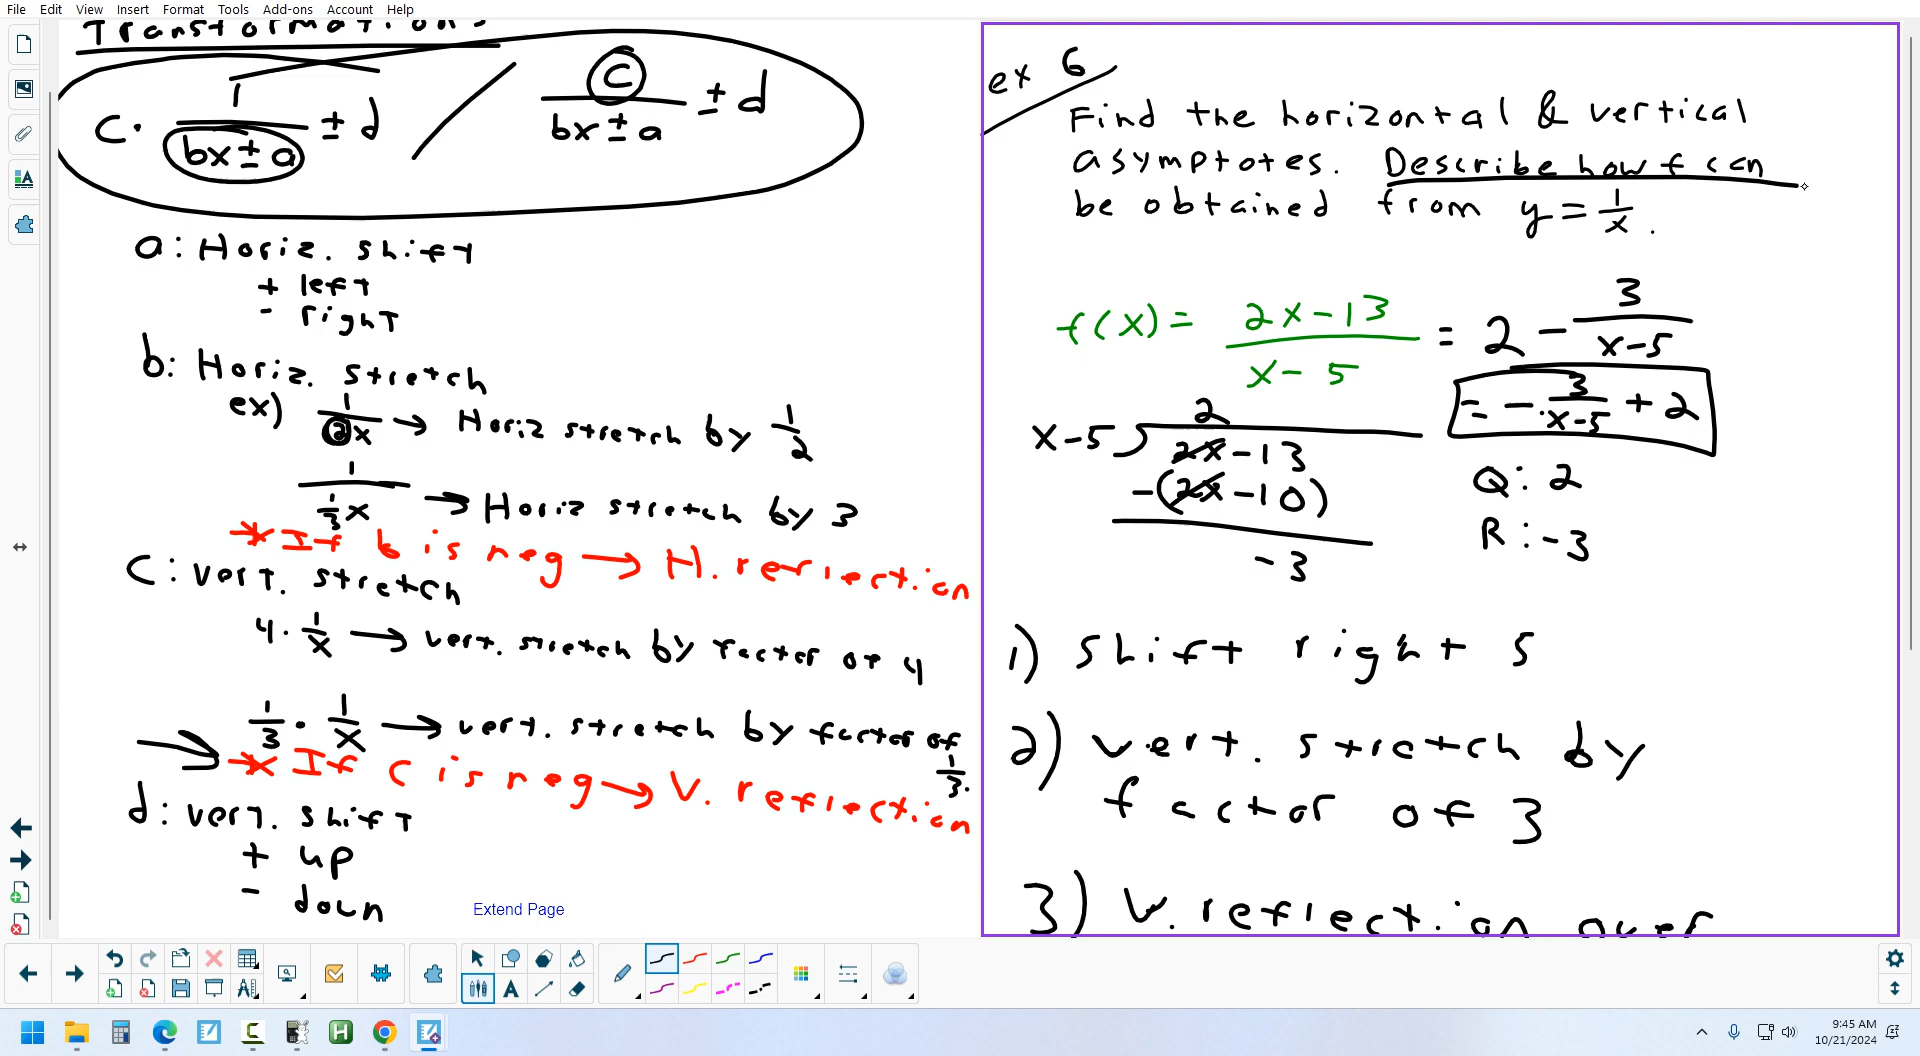 File Edit View Insert Format Tools Add-ons Account Help
Transformations
c · 1/(bx ± a) ± d / c/(bx ± a) ± d
a: Horiz. shift
+ left
- right
b: Horiz. stretch
ex) 1/2x → Horiz stretch by 1/2
1/(1/3 x) → Horiz stretch by 3
* If b is neg → H. reflection
c: vert. stretch
4 · 1/x → vert. stretch by factor of 4
1/3 · 1/x → vert. stretch by factor of 1/3.
→ * If c is neg → V. reflection
d: vert. shift
+ up
- down
Extend Page
ex 6
Find the horizontal & vertical
asymptotes. Describe how f can
be obtained from y = 1/x .
f(x) = (2x-13)/(x-5) = 2 - 3/(x-5)
= - 3/(x-5) + 2
2
x-5 ) 2x-13
-(2x-10)
-3
Q: 2
R: -3
1) shift right 5
2) vert. stretch by
factor of 3
3) V. reflection over
9:45 AM
10/21/2024